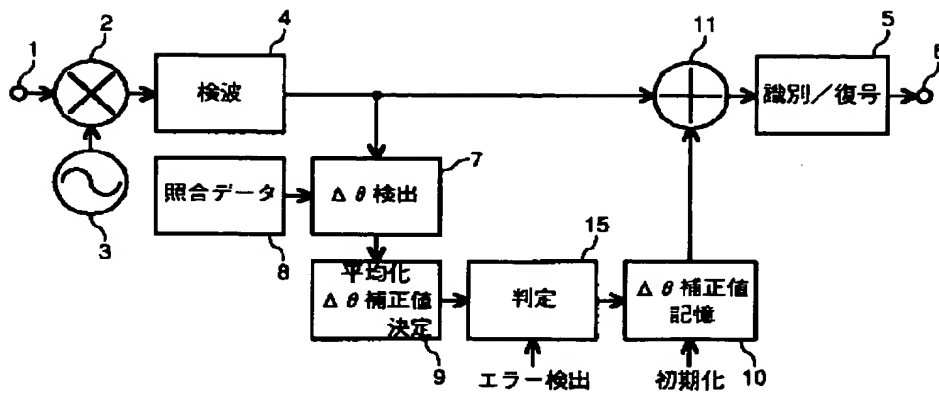 1
2
4
11
5
6
検波
識別／復号
3
照合データ
8
Δθ検出
7
15
平均化
Δθ補正値
決定
9
判定
Δθ補正値
記憶
10
エラー検出
初期化